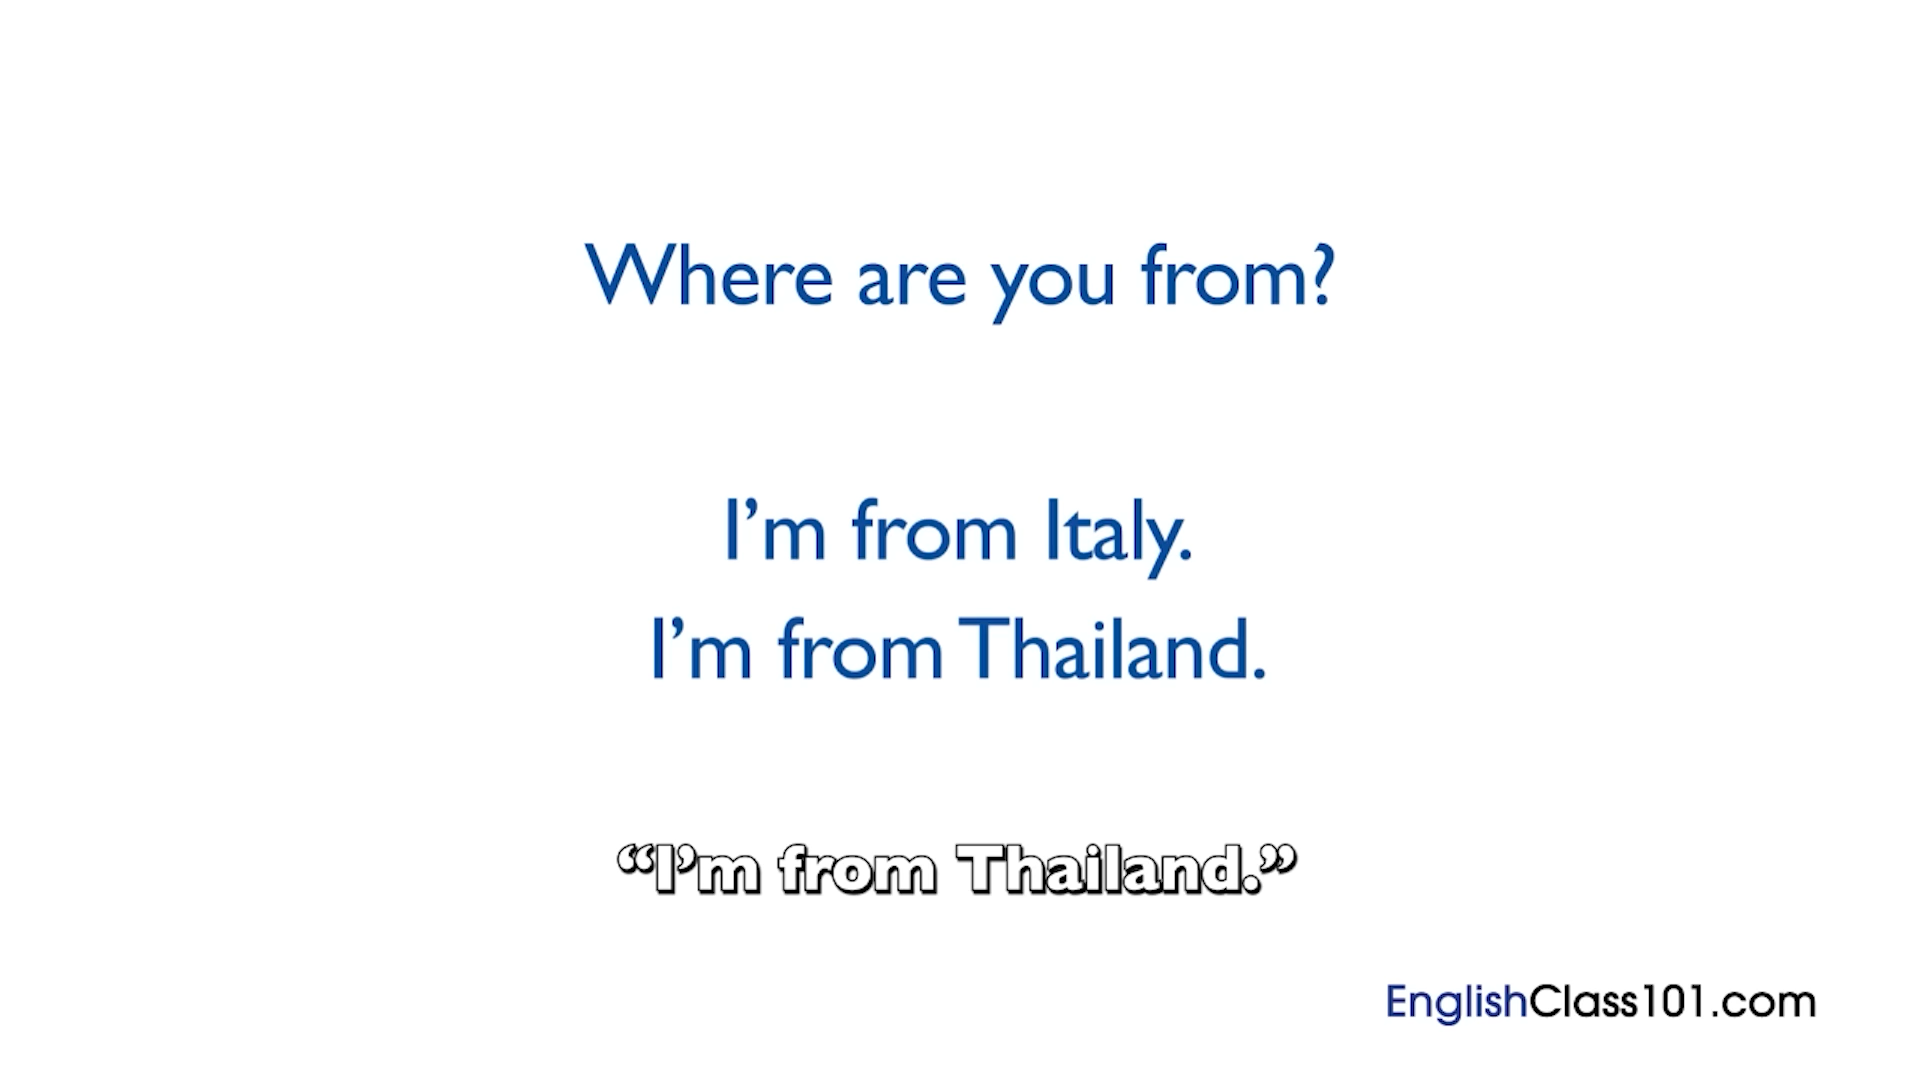 Where are you from?
I’m from Italy.
I’m from Thailand.
“I’m from Thailand.”
EnglishClass101.com